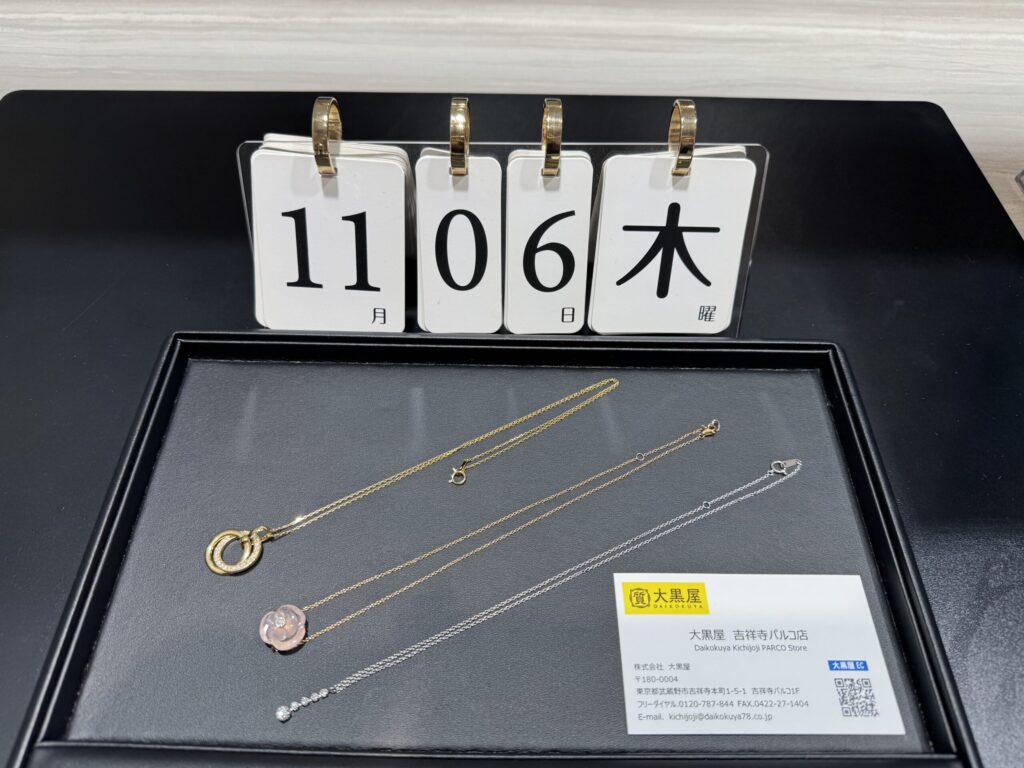 11
月
06
日
木
曜
質 大黒屋
DAIKOKUYA
大黒屋 吉祥寺パルコ店
Daikokuya Kichijoji PARCO Store
株式会社 大黒屋
〒180-0004
東京都武蔵野市吉祥寺本町1-5-1 吉祥寺パルコ1F
フリーダイヤル.0120-787-844 FAX.0422-27-1404
E-mail. kichijoji@daikokuya78.co.jp
大黒屋EC